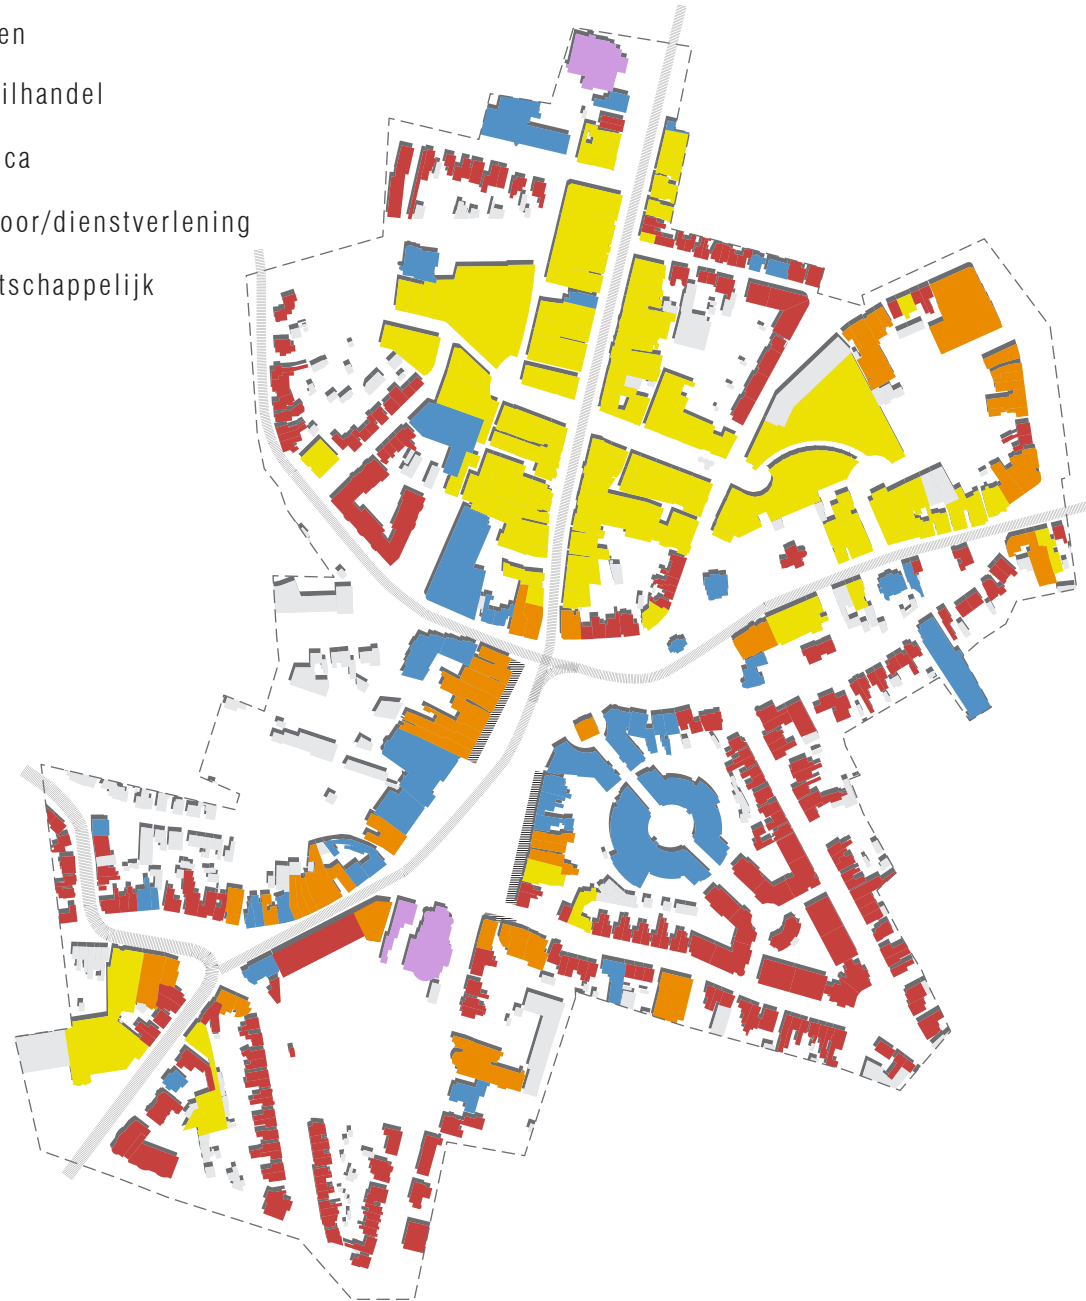 en
ilhandel
ca
oor/dienstverlening
tschappelijk